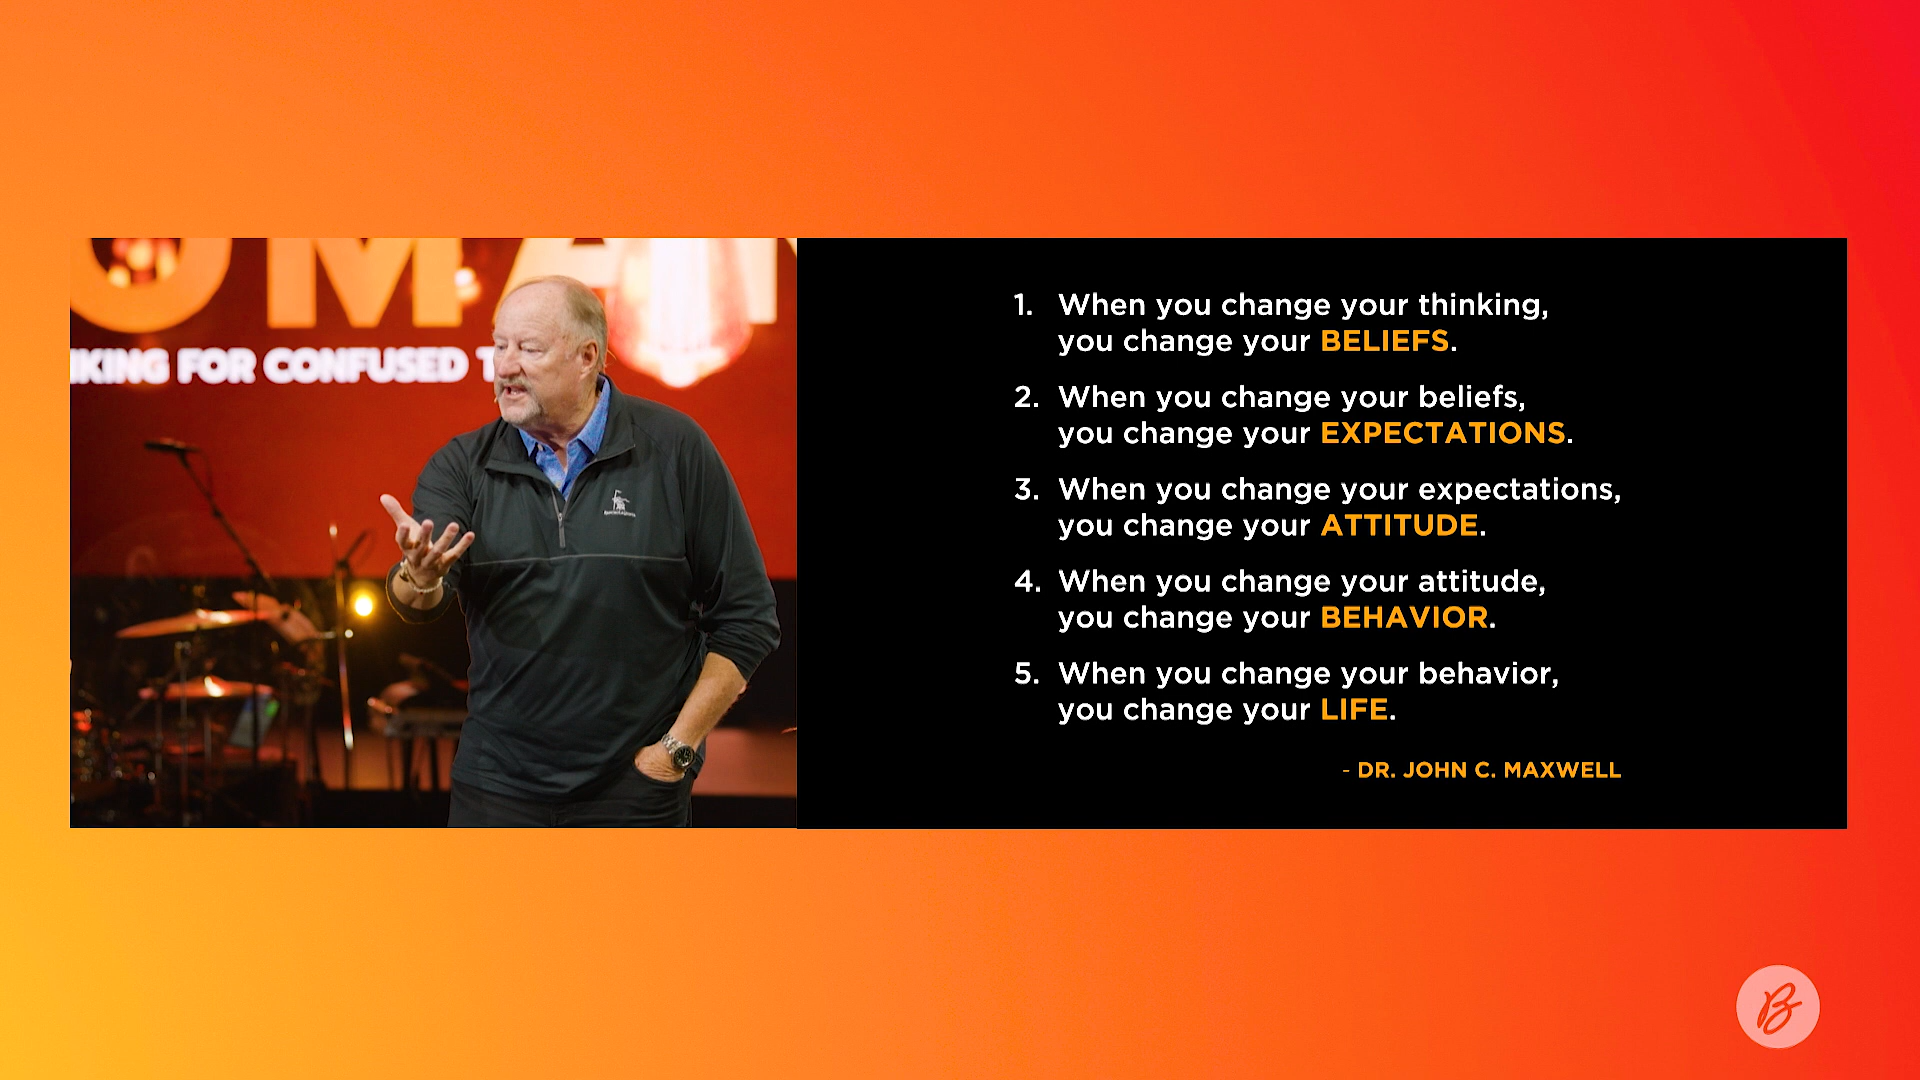 OMAN
KING FOR CONFUSED T
1. When you change your thinking,
you change your BELIEFS.
2. When you change your beliefs,
you change your EXPECTATIONS.
3. When you change your expectations,
you change your ATTITUDE.
4. When you change your attitude,
you change your BEHAVIOR.
5. When you change your behavior,
you change your LIFE.
- DR. JOHN C. MAXWELL
B